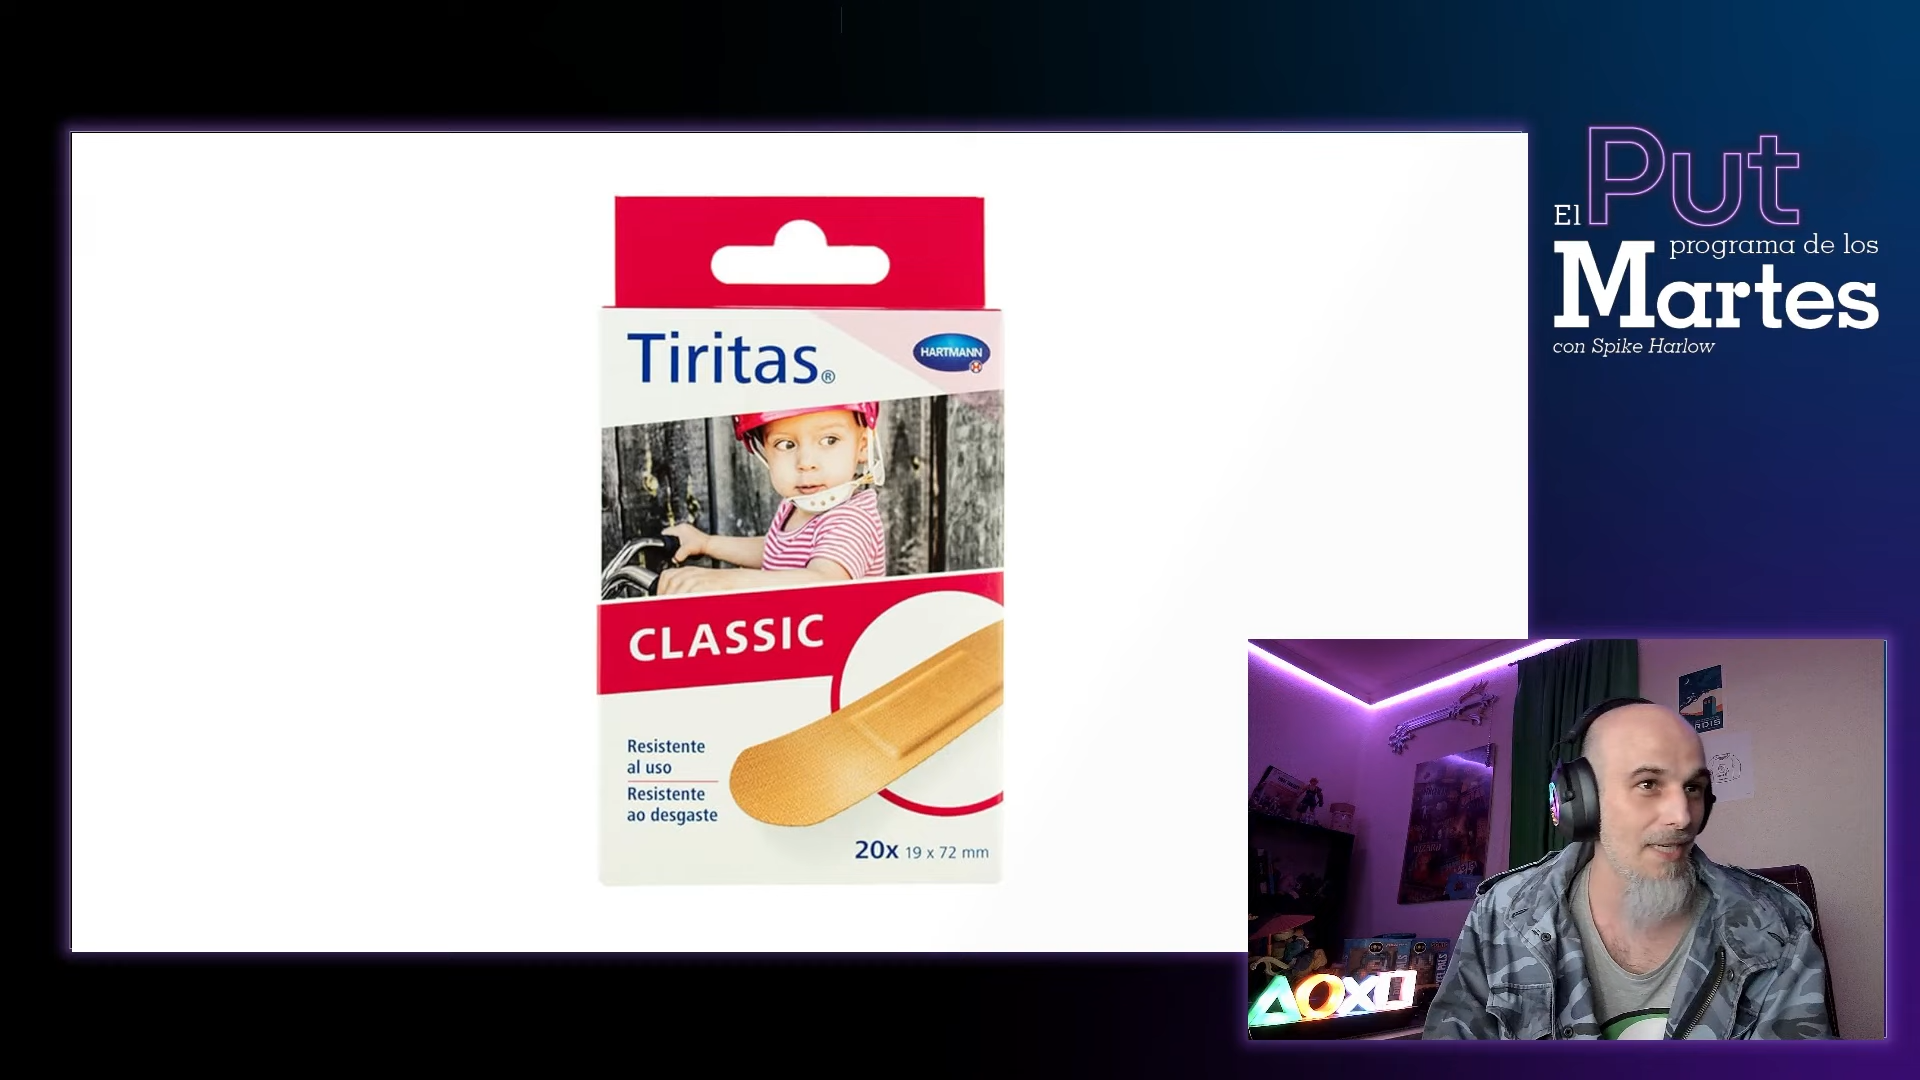 El Put
programa de los
Martes
con Spike Harlow
Tiritas®
HARTMANN
CLASSIC
Resistente
al uso
Resistente
ao desgaste
20x 19 x 72 mm